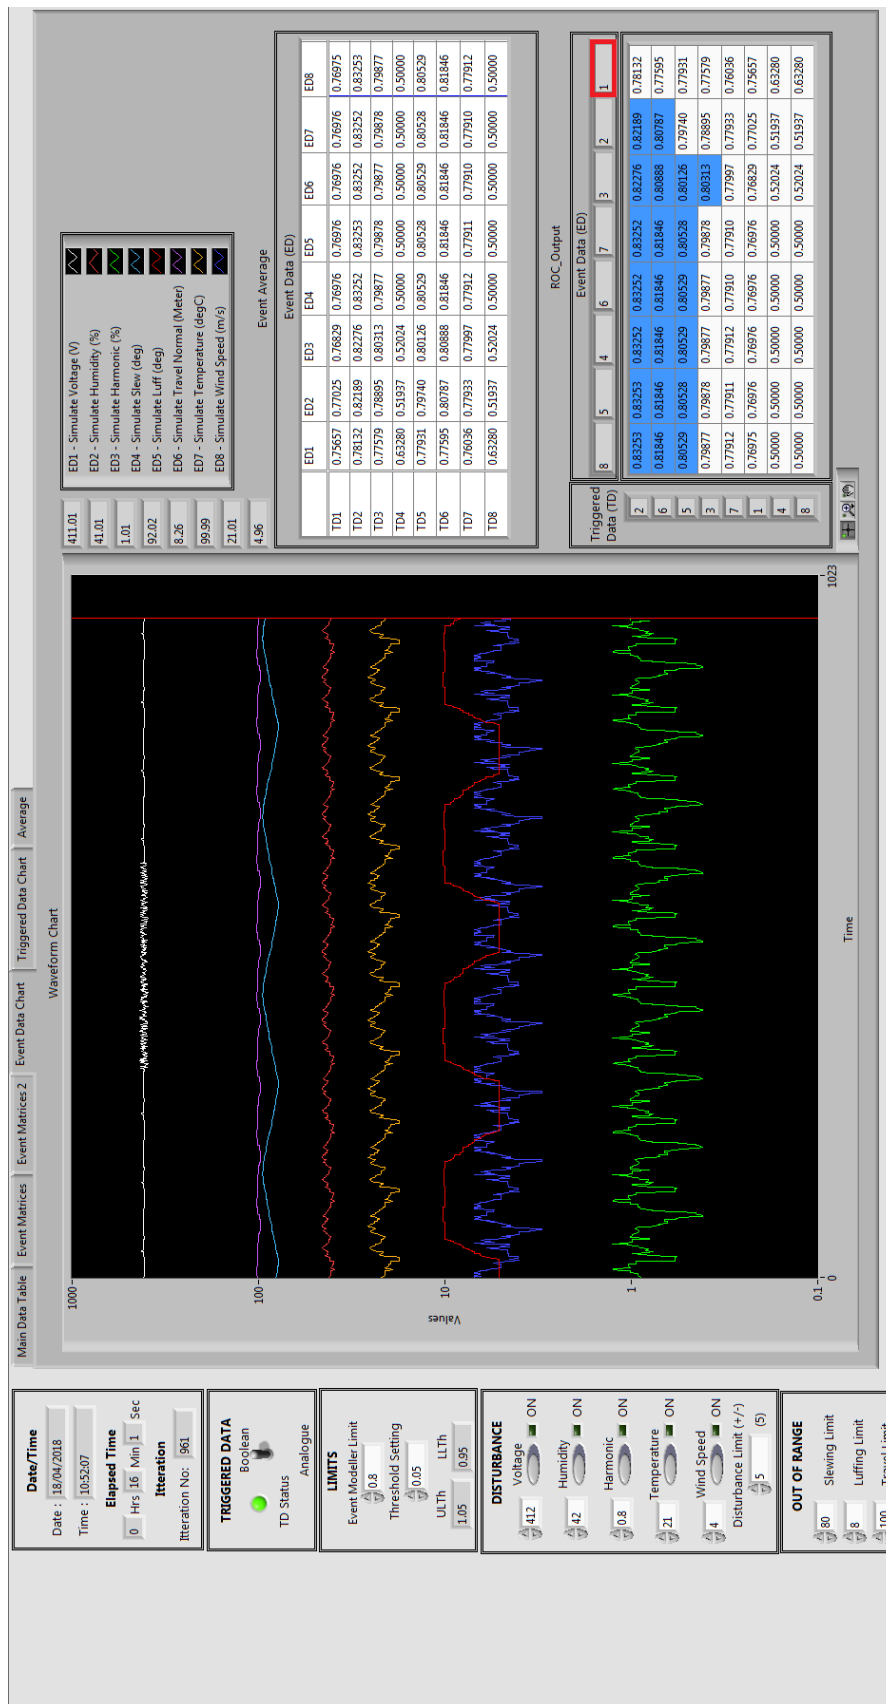 Main Data Table Event Matrices Event Matrices 2 Event Data Chart Triggered Data Chart Average
Date/Time
Date : 18/04/2018
Time : 10:52:07
Elapsed Time
0 Hrs 16 Min 1 Sec
Itteration
Itteration No: 961
TRIGGERED DATA
Boolean
TD Status
Analogue
LIMITS
Event Modeller Limit
0.8
Threshold Setting
0.05
ULTh LLTh
1.05 0.95
DISTURBANCE
Voltage
412 ON
Humidity
42 ON
Harmonic
0.8 ON
Temperature
21 ON
Wind Speed
4 ON
Disturbance Limit (+/-)
5 (5)
OUT OF RANGE
Slewing Limit
80
Luffing Limit
8
Travel Limit
100
Waveform Chart
Values
1000
100
10
1
0.1
0 1023
Time
411.01 ED1 - Simulate Voltage (V)
41.01 ED2 - Simulate Humidity (%)
1.01 ED3 - Simulate Harmonic (%)
92.02 ED4 - Simulate Slew (deg)
8.26 ED5 - Simulate Luff (deg)
99.99 ED6 - Simulate Travel Normal (Meter)
21.01 ED7 - Simulate Temperature (degC)
4.96 ED8 - Simulate Wind Speed (m/s)
Event Average
Event Data (ED)
ED1 ED2 ED3 ED4 ED5 ED6 ED7 ED8
TD1 0.75657 0.77025 0.76829 0.76976 0.76976 0.76976 0.76976 0.76975
TD2 0.78132 0.82189 0.82276 0.83252 0.83253 0.83252 0.83252 0.83253
TD3 0.77579 0.78895 0.80313 0.79877 0.79878 0.79877 0.79878 0.79877
TD4 0.63280 0.51937 0.52024 0.50000 0.50000 0.50000 0.50000 0.50000
TD5 0.77931 0.79740 0.80126 0.80529 0.80528 0.80529 0.80528 0.80529
TD6 0.77595 0.80787 0.80888 0.81846 0.81846 0.81846 0.81846 0.81846
TD7 0.76036 0.77933 0.77997 0.77912 0.77911 0.77910 0.77910 0.77912
TD8 0.63280 0.51937 0.52024 0.50000 0.50000 0.50000 0.50000 0.50000
ROC_Output
Event Data (ED)
Triggered Data (TD) 8 5 4 6 7 3 2 1
2 0.83253 0.83253 0.83252 0.83252 0.83252 0.82276 0.82189 0.78132
6 0.81846 0.81846 0.81846 0.81846 0.81846 0.80888 0.80787 0.77595
5 0.80529 0.80528 0.80529 0.80529 0.80528 0.80126 0.79740 0.77931
3 0.79877 0.79878 0.79877 0.79877 0.79878 0.80313 0.78895 0.77579
7 0.77912 0.77911 0.77912 0.77910 0.77910 0.77997 0.77933 0.76036
1 0.76975 0.76976 0.76976 0.76976 0.76976 0.76829 0.77025 0.75657
4 0.50000 0.50000 0.50000 0.50000 0.50000 0.52024 0.51937 0.63280
8 0.50000 0.50000 0.50000 0.50000 0.50000 0.52024 0.51937 0.63280